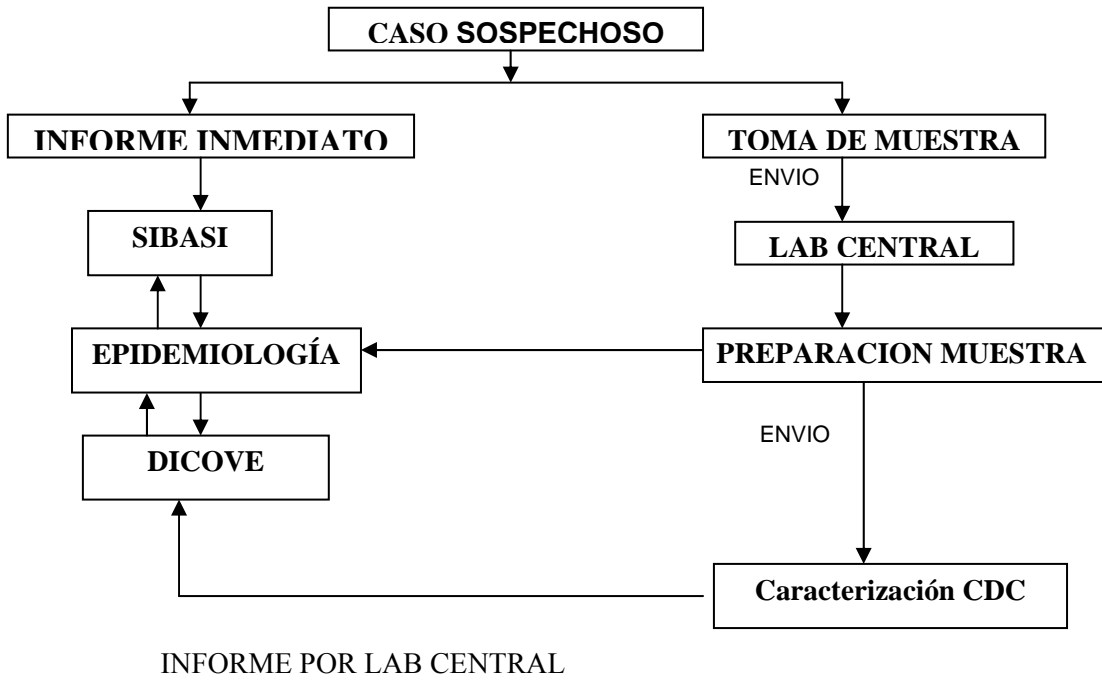 CASO SOSPECHOSO
INFORME INMEDIATO
TOMA DE MUESTRA
ENVIO
SIBASI
LAB CENTRAL
EPIDEMIOLOGÍA
PREPARACION MUESTRA
ENVIO
DICOVE
Caracterización CDC
INFORME POR LAB CENTRAL